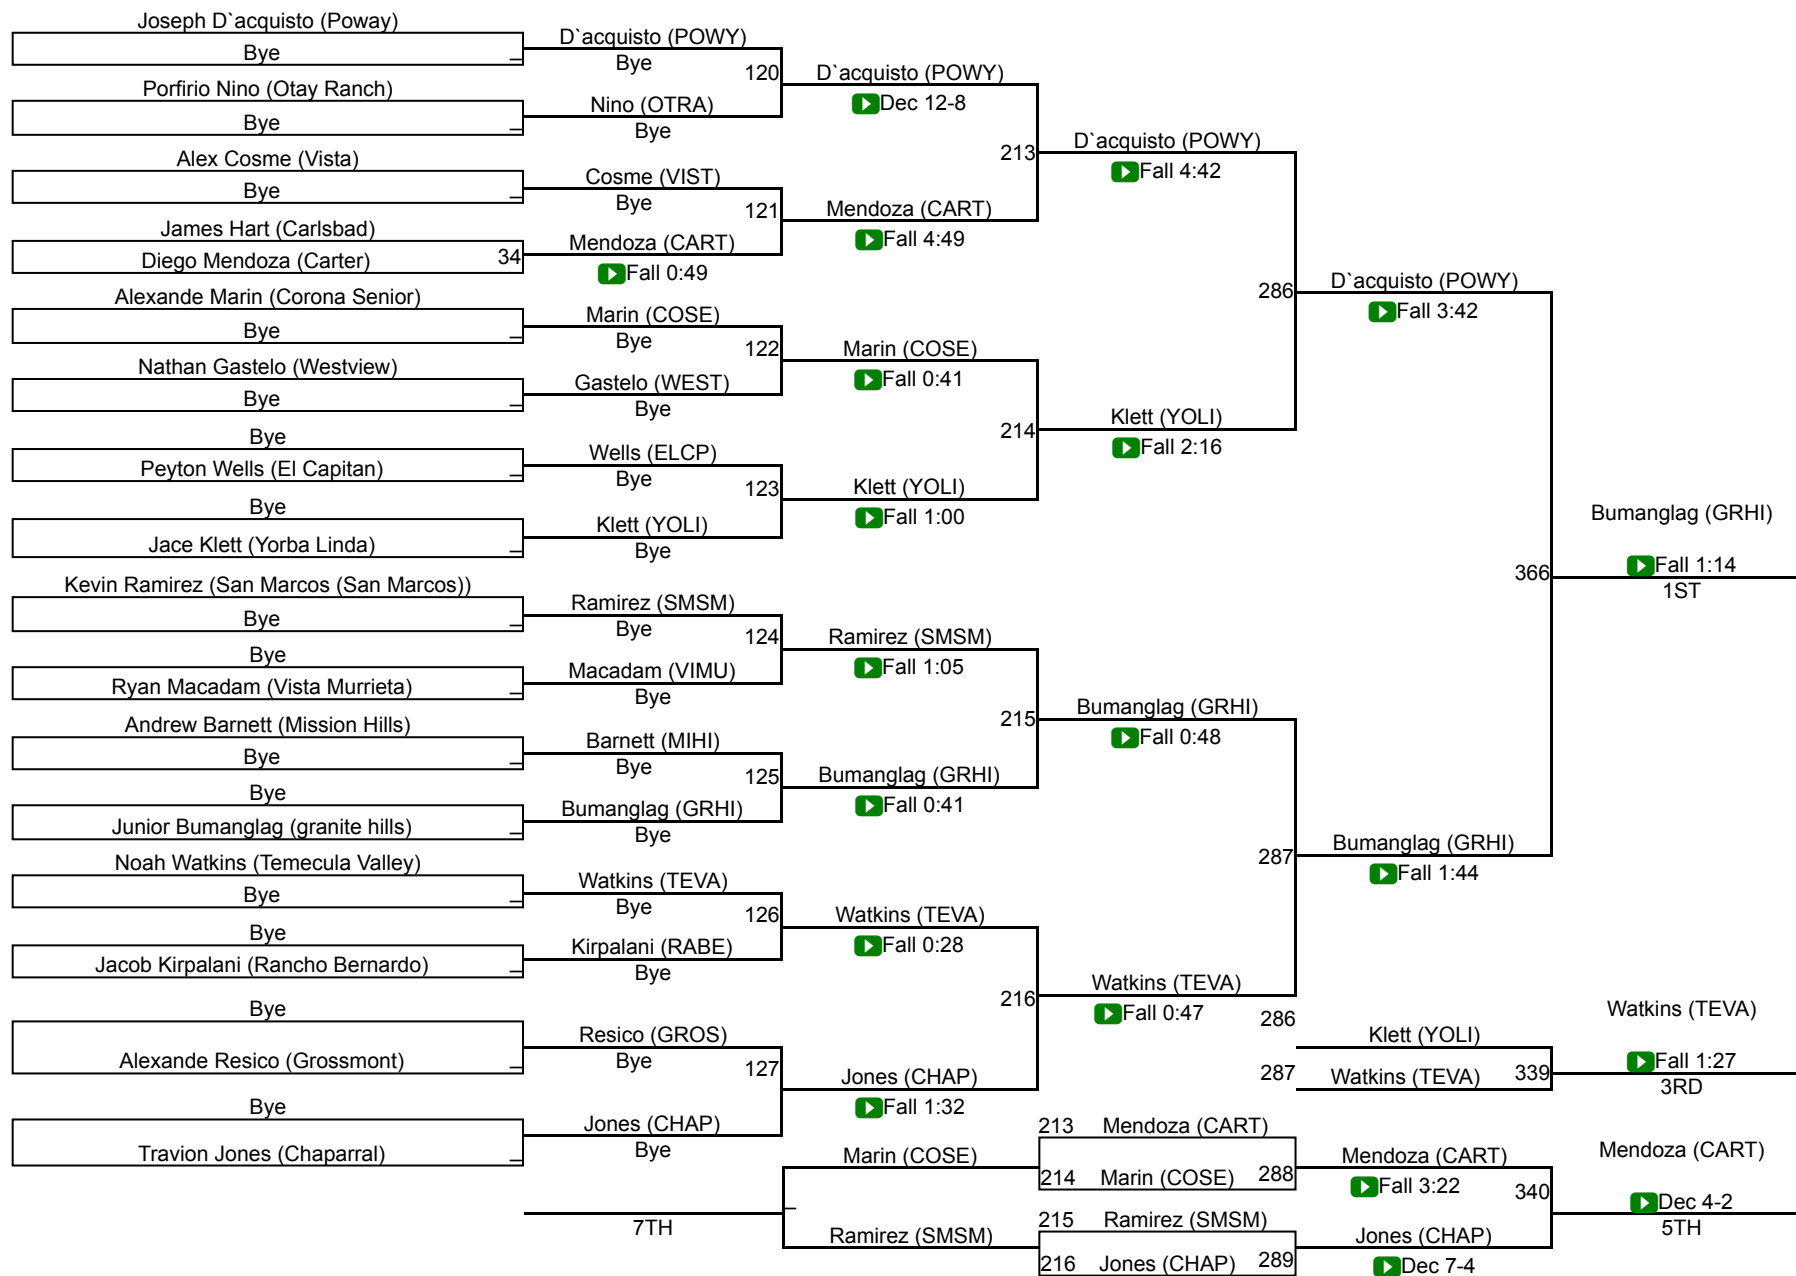 Joseph D`acquisto (Poway)
Bye
Porfirio Nino (Otay Ranch)
Bye
Alex Cosme (Vista)
Bye
James Hart (Carlsbad)
Diego Mendoza (Carter) 34
Alexande Marin (Corona Senior)
Bye
Nathan Gastelo (Westview)
Bye
Bye
Peyton Wells (El Capitan)
Bye
Jace Klett (Yorba Linda)
Kevin Ramirez (San Marcos (San Marcos))
Bye
Bye
Ryan Macadam (Vista Murrieta)
Andrew Barnett (Mission Hills)
Bye
Bye
Junior Bumanglag (granite hills)
Noah Watkins (Temecula Valley)
Bye
Bye
Jacob Kirpalani (Rancho Bernardo)
Bye
Alexande Resico (Grossmont)
Bye
Travion Jones (Chaparral)
D`acquisto (POWY)
Bye
120
Nino (OTRA)
Bye
Cosme (VIST)
Bye
121
Mendoza (CART)
Fall 0:49
Marin (COSE)
Bye
122
Gastelo (WEST)
Bye
Wells (ELCP)
Bye
123
Klett (YOLI)
Bye
Ramirez (SMSM)
Bye
124
Macadam (VIMU)
Bye
Barnett (MIHI)
Bye
125
Bumanglag (GRHI)
Bye
Watkins (TEVA)
Bye
126
Kirpalani (RABE)
Bye
Resico (GROS)
Bye
127
Jones (CHAP)
Bye
7TH
D`acquisto (POWY)
Dec 12-8
213
Mendoza (CART)
Fall 4:49
Marin (COSE)
Fall 0:41
214
Klett (YOLI)
Fall 1:00
Ramirez (SMSM)
Fall 1:05
215
Bumanglag (GRHI)
Fall 0:41
Watkins (TEVA)
Fall 0:28
216
Jones (CHAP)
Fall 1:32
Marin (COSE)
Ramirez (SMSM)
D`acquisto (POWY)
Fall 4:42
286
Klett (YOLI)
Fall 2:16
Bumanglag (GRHI)
Fall 0:48
287
Watkins (TEVA)
Fall 0:47
213 Mendoza (CART)
214 Marin (COSE) 288
215 Ramirez (SMSM)
216 Jones (CHAP) 289
D`acquisto (POWY)
Fall 3:42
366
Bumanglag (GRHI)
Fall 1:44
286
Klett (YOLI)
287 Watkins (TEVA) 339
Mendoza (CART)
Fall 3:22
340
Jones (CHAP)
Dec 7-4
Bumanglag (GRHI)
Fall 1:14
1ST
Watkins (TEVA)
Fall 1:27
3RD
Mendoza (CART)
Dec 4-2
5TH